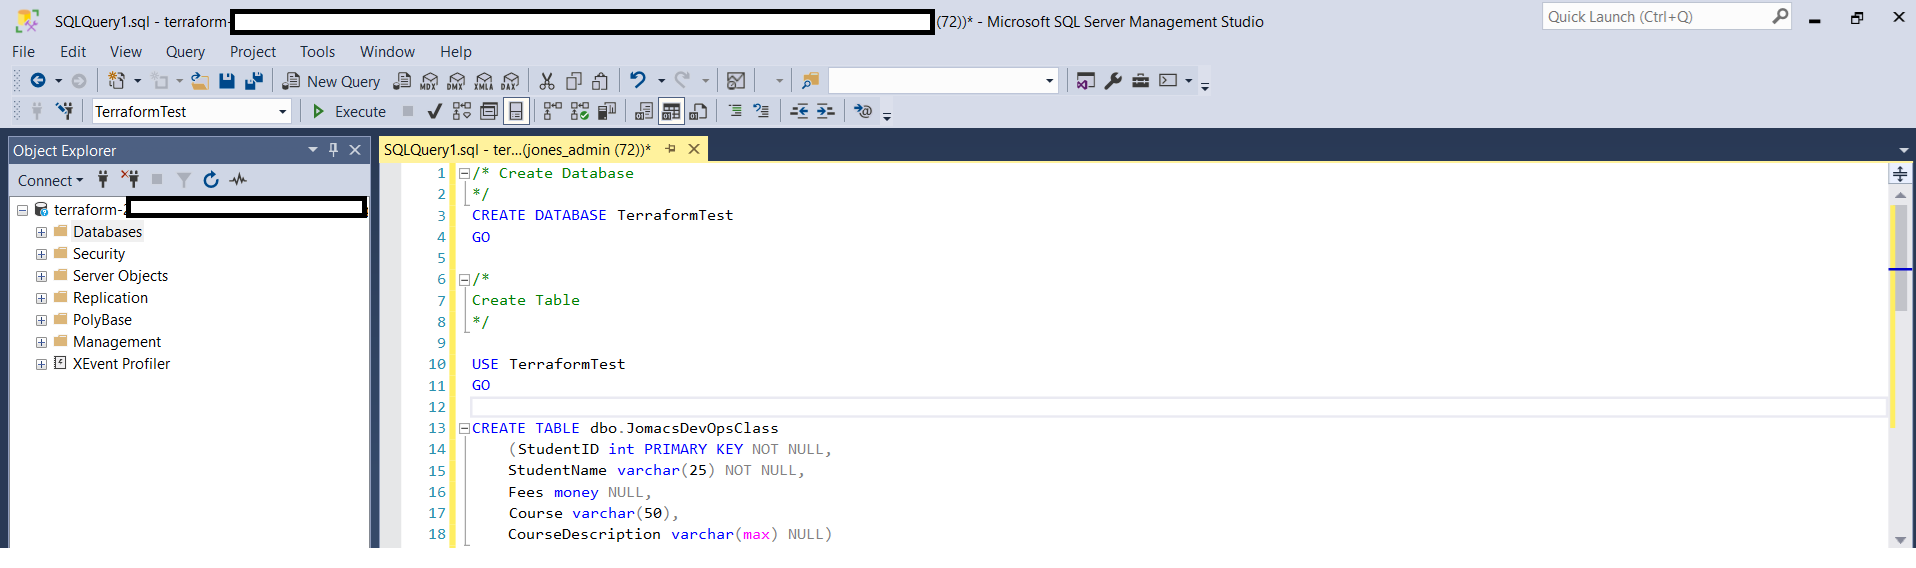 SQLQuery1.sql - terraform- (72))* - Microsoft SQL Server Management Studio
Quick Launch (Ctrl+Q)
File Edit View Query Project Tools Window Help
New Query MDX DMX XMLA DAX
TerraformTest Execute
Object Explorer
SQLQuery1.sql - ter...(jones_admin (72))*
Connect
terraform-
Databases
Security
Server Objects
Replication
PolyBase
Management
XEvent Profiler
1 /* Create Database
2 */
3 CREATE DATABASE TerraformTest
4 GO
5
6 /*
7 Create Table
8 */
9
10 USE TerraformTest
11 GO
12
13 CREATE TABLE dbo.JomacsDevOpsClass
14 (StudentID int PRIMARY KEY NOT NULL,
15 StudentName varchar(25) NOT NULL,
16 Fees money NULL,
17 Course varchar(50),
18 CourseDescription varchar(max) NULL)